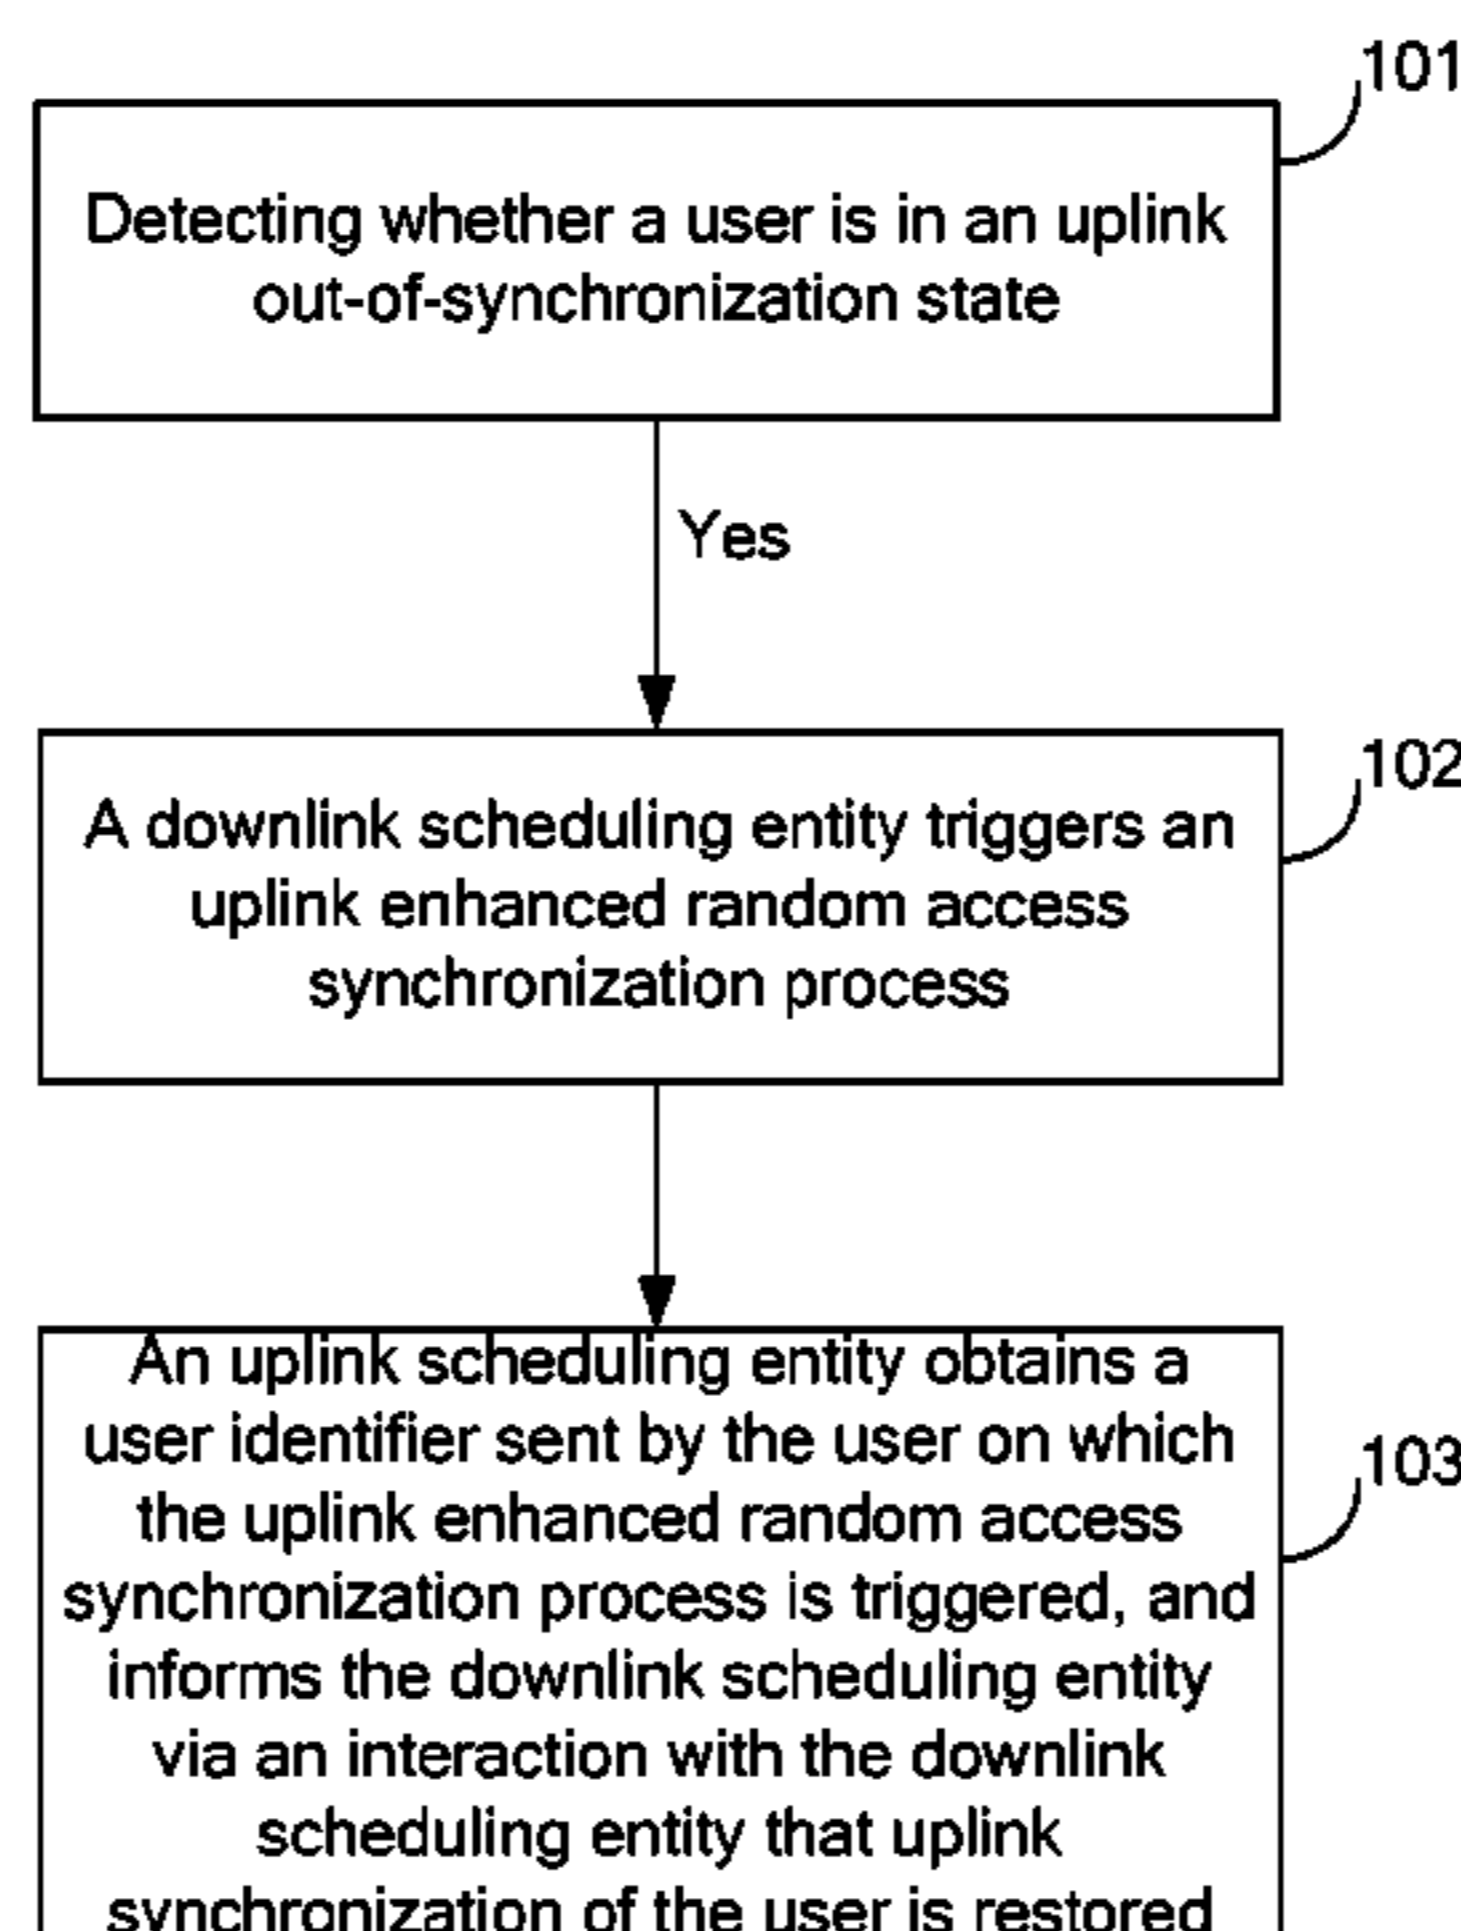 101
Detecting whether a user is in an uplink
out-of-synchronization state
Yes
102
A downlink scheduling entity triggers an
uplink enhanced random access
synchronization process
An uplink scheduling entity obtains a
user identifier sent by the user on which
103
the uplink enhanced random access
synchronization process is triggered, and
informs the downlink scheduling entity
via an interaction with the downlink
scheduling entity that uplink
synchronization of the user is restored